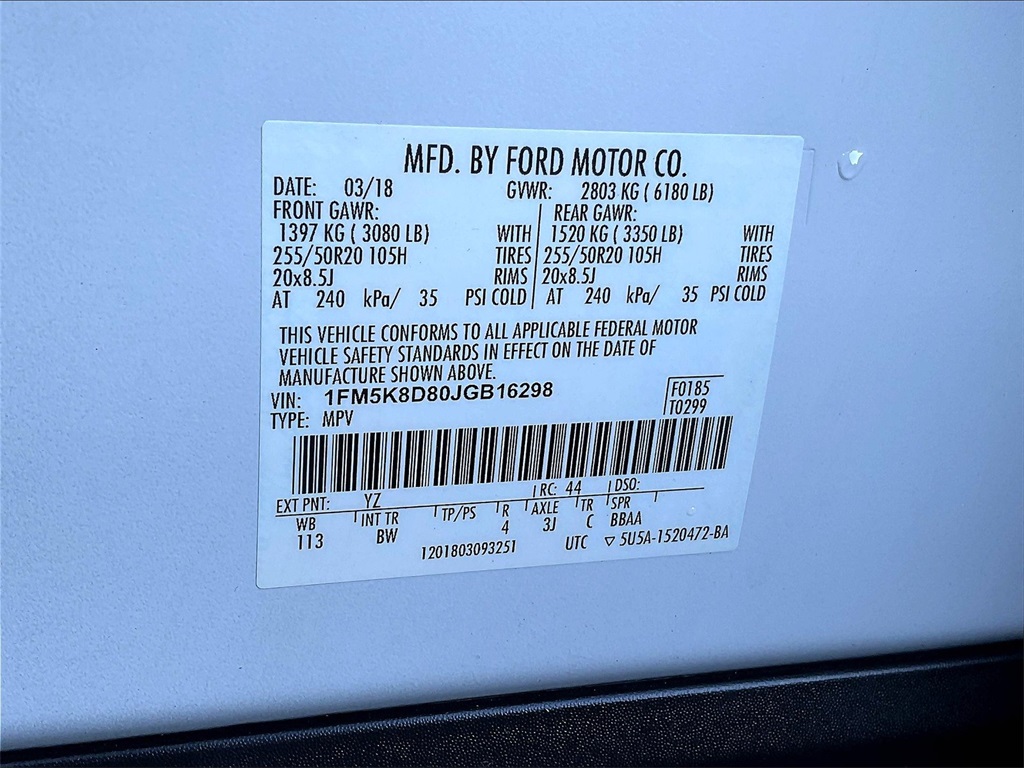 MFD. BY FORD MOTOR CO.
DATE: 03/18 GVWR: 2803 KG ( 6180 LB)
FRONT GAWR: REAR GAWR:
1397 KG ( 3080 LB) WITH 1520 KG ( 3350 LB) WITH
255/50R20 105H TIRES 255/50R20 105H TIRES
20x8.5J RIMS 20x8.5J RIMS
AT 240 kPa/ 35 PSI COLD AT 240 kPa/ 35 PSI COLD
THIS VEHICLE CONFORMS TO ALL APPLICABLE FEDERAL MOTOR
VEHICLE SAFETY STANDARDS IN EFFECT ON THE DATE OF
MANUFACTURE SHOWN ABOVE.
VIN: 1FM5K8D80JGB16298 F0185
TYPE: MPV T0299
EXT PNT: YZ RC: 44 DSO:
WB INT TR TP/PS R AXLE TR SPR
113 BW 4 3J C BBAA
1201803093251 UTC ▽ 5U5A-1520472-BA